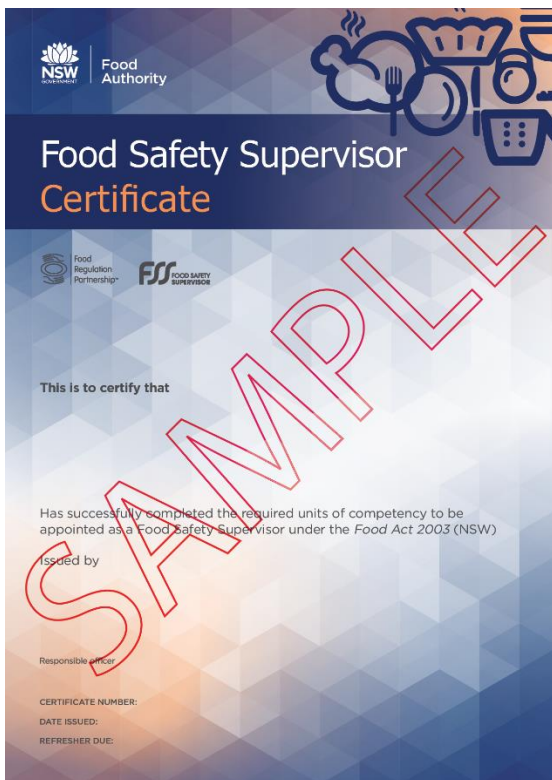 NSW
GOVERNMENT
Food
Authority
Food Safety Supervisor
Certificate
Food
Regulation
Partnership™
FSS FOOD SAFETY
SUPERVISOR
This is to certify that
SAMPLE
Has successfully completed the required units of competency to be
appointed as a Food Safety Supervisor under the Food Act 2003 (NSW)
Issued by
Responsible officer
CERTIFICATE NUMBER:
DATE ISSUED:
REFRESHER DUE: